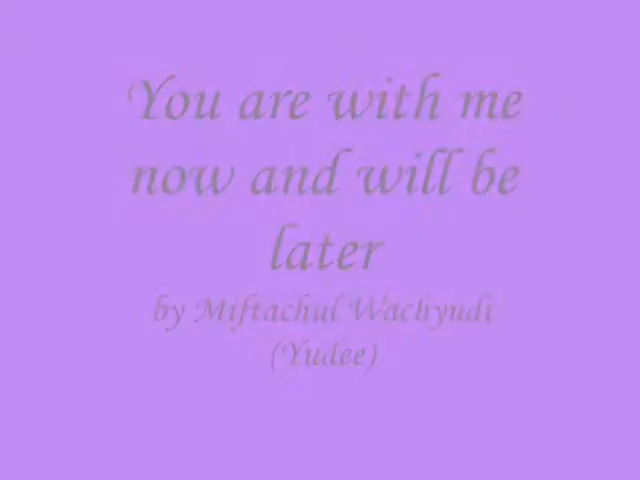 You are with me
now and will be
later
by Miftachul Wachyudi
(Yudee)